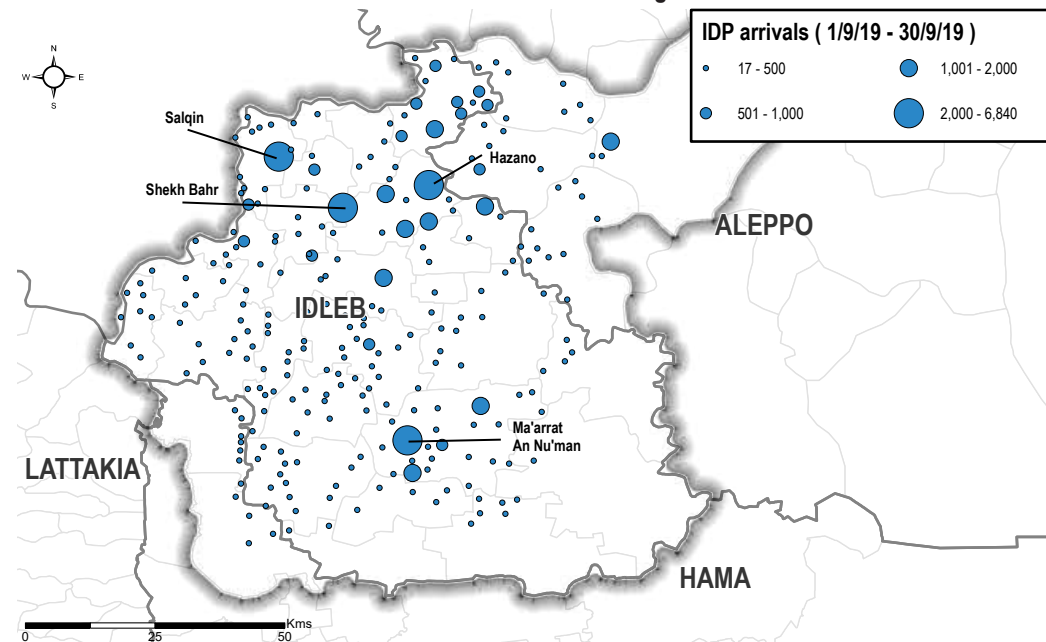 IDP arrivals ( 1/9/19 - 30/9/19 )
17 - 500
1,001 - 2,000
501 - 1,000
2,000 - 6,840
N
W E
S
Salqin
Hazano
Shekh Bahr
ALEPPO
IDLEB
Ma'arrat
An Nu'man
LATTAKIA
HAMA
Kms
0 25 50